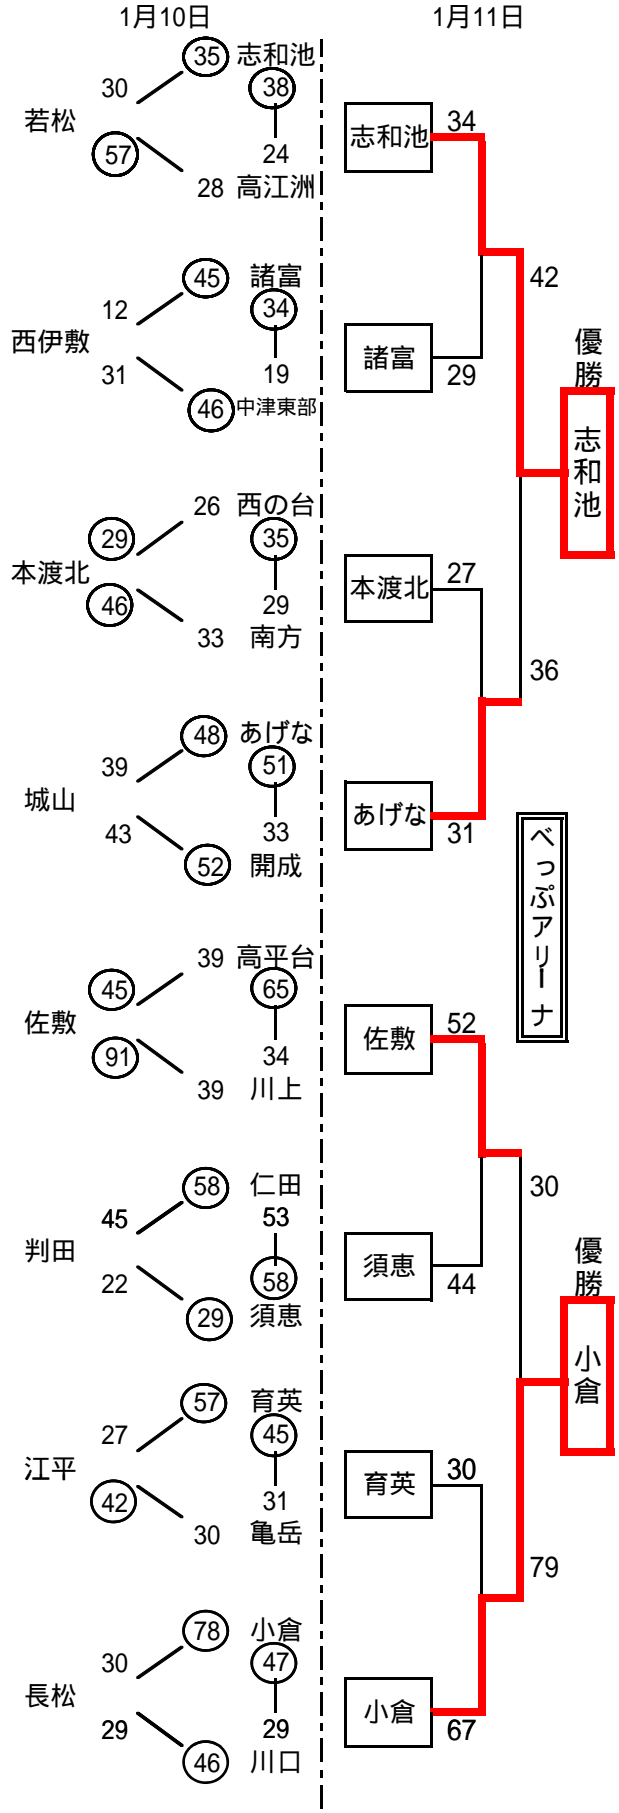 1月10日 1月11日
35 志和池
30 38
若松 34
志和池
57 24
28 高江洲
45 諸富 42
12 34
西伊敷 優勝
諸富
31 19 29
46 中津東部
志和池
26 西の台
29 35
本渡北 27
本渡北
46 29
33 南方
36
48 あげな
39 51
城山
あげな
43 33 31
52 開成
べっぷアリーナ
39 高平台
45 65
佐敷 52
佐敷
91 34
39 川上
58 仁田 30
45 53
判田 優勝
須恵
22 58 44
29 須恵
小倉
57 育英
27 45
江平 30
育英
42 31
30 亀岳
79
78 小倉
30 47
長松
小倉
29 29 67
46 川口